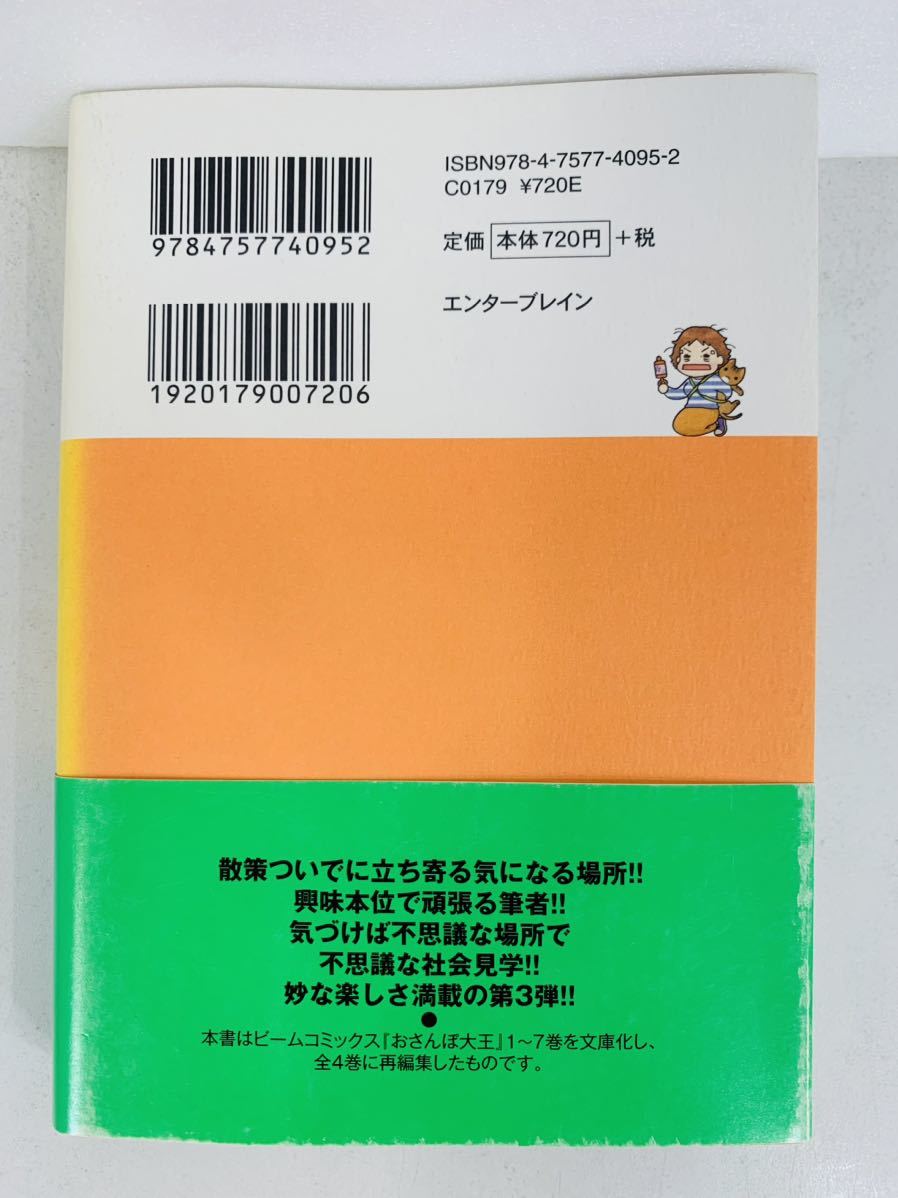 9784757740952
ISBN978-4-7577-4095-2
C0179 ¥720E
定価 本体720円 +税
エンターブレイン
1920179007206
散策ついでに立ち寄る気になる場所!!
興味本位で頑張る筆者!!
気づけば不思議な場所で
不思議な社会見学!!
妙な楽しさ満載の第3弾!!
●
本書はビームコミックス『おさんぽ大王』1〜7巻を文庫化し、
全4巻に再編集したものです。